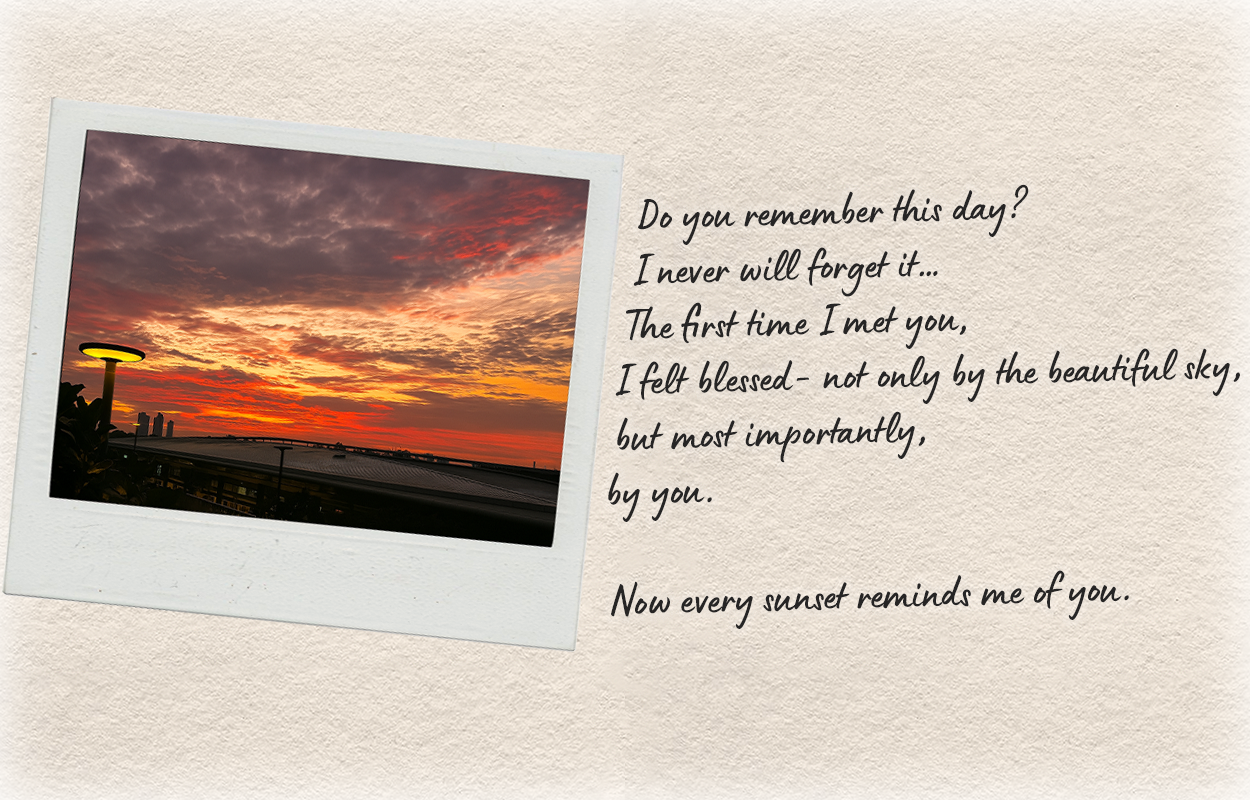 Do you remember this day?
I never will forget it...
The first time I met you,
I felt blessed- not only by the beautiful sky,
but most importantly,
by you.
Now every sunset reminds me of you.